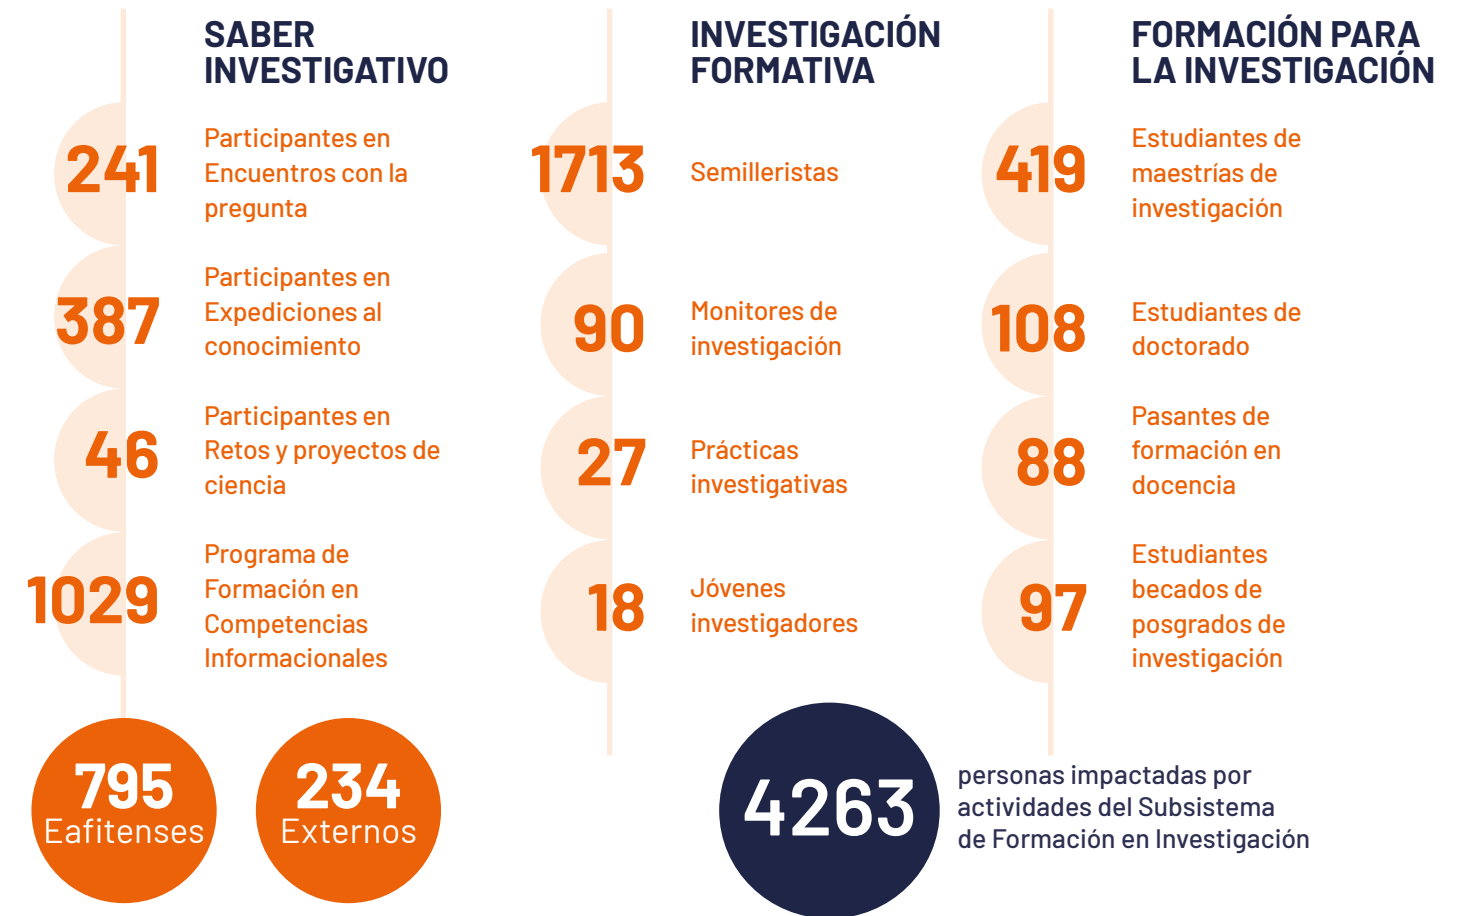 SABER
INVESTIGATIVO
241
Participantes en
Encuentros con la
pregunta
387
Participantes en
Expediciones al
conocimiento
46
Participantes en
Retos y proyectos de
ciencia
1029
Programa de
Formación en
Competencias
Informacionales
795
Eafitenses
234
Externos
INVESTIGACIÓN
FORMATIVA
1713
Semilleristas
90
Monitores de
investigación
27
Prácticas
investigativas
18
Jóvenes
investigadores
FORMACIÓN PARA
LA INVESTIGACIÓN
419
Estudiantes de
maestrías de
investigación
108
Estudiantes de
doctorado
88
Pasantes de
formación en
docencia
97
Estudiantes
becados de
posgrados de
investigación
4263
personas impactadas por
actividades del Subsistema
de Formación en Investigación